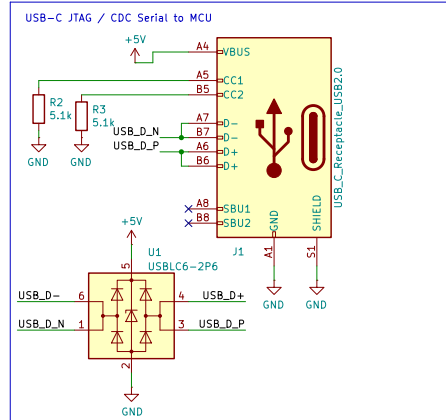 USB-C JTAG / CDC Serial to MCU
+5V
A4 VBUS
A5 CC1
B5 CC2
R2
5.1k
R3
5.1k
GND
GND
A7 D-
USB_D_N B7 D-
USB_D_P A6 D+
B6 D+
A8 SBU1
B8 SBU2
GND
SHIELD
USB_C_Receptacle_USB2.0
J1
A1
S1
GND
GND
+5V
U1
USBLC6-2P6
5
USB_D- 6
4 USB_D+
USB_D_N 1
3 USB_D_P
2
GND